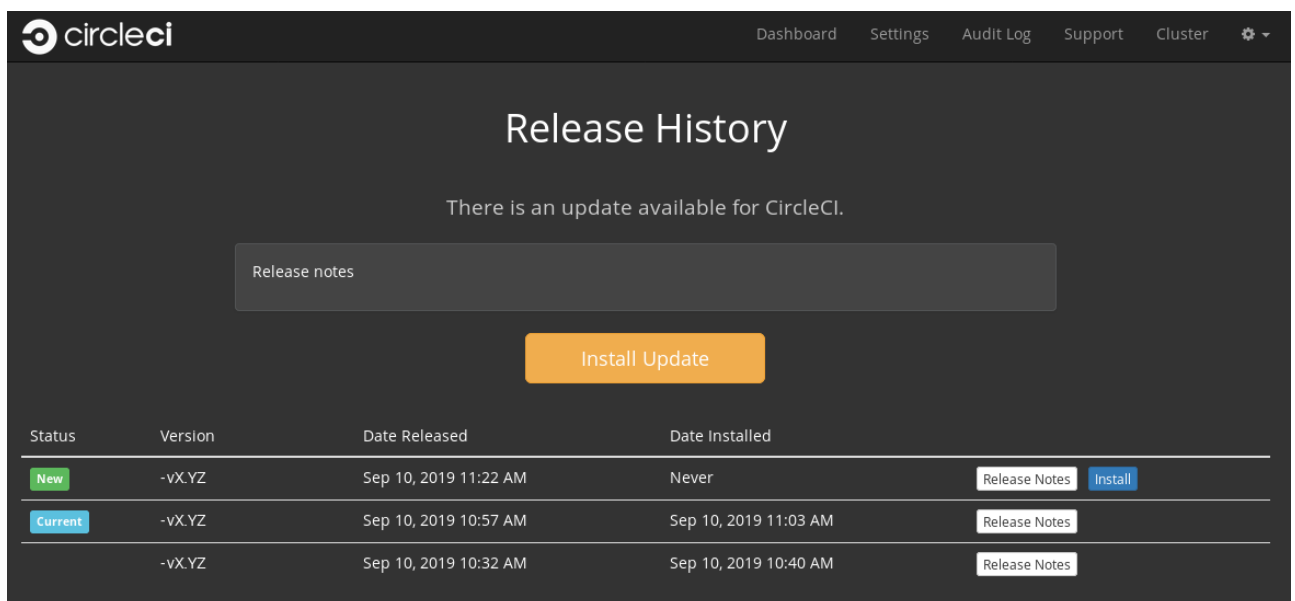 circleci Dashboard Settings Audit Log Support Cluster
Release History
There is an update available for CircleCI.
Release notes
Install Update
Status Version Date Released Date Installed
New -vX.YZ Sep 10, 2019 11:22 AM Never Release Notes Install
Current -vX.YZ Sep 10, 2019 10:57 AM Sep 10, 2019 11:03 AM Release Notes
-vX.YZ Sep 10, 2019 10:32 AM Sep 10, 2019 10:40 AM Release Notes